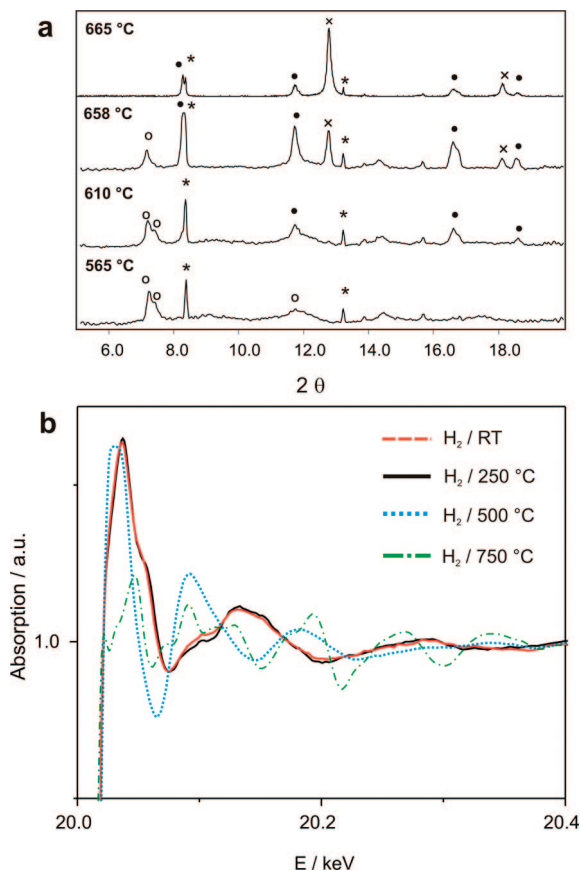 a
665 °C
658 °C
610 °C
565 °C
6.0 8.0 10.0 12.0 14.0 16.0 18.0
2 θ
b
H₂ / RT
H₂ / 250 °C
H₂ / 500 °C
H₂ / 750 °C
Absorption / a.u.
1.0
20.0 20.2 20.4
E / keV